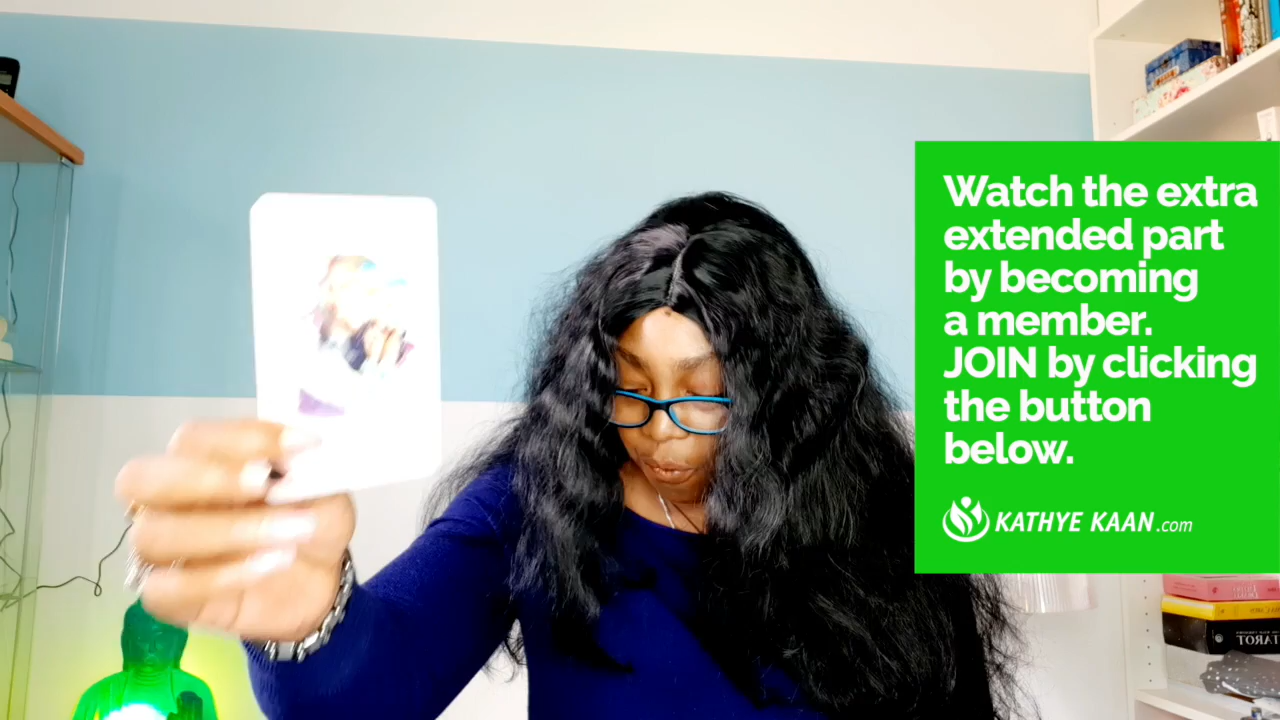 Watch the extra
extended part
by becoming
a member.
JOIN by clicking
the button
below.
KATHYE KAAN.com
TAROT